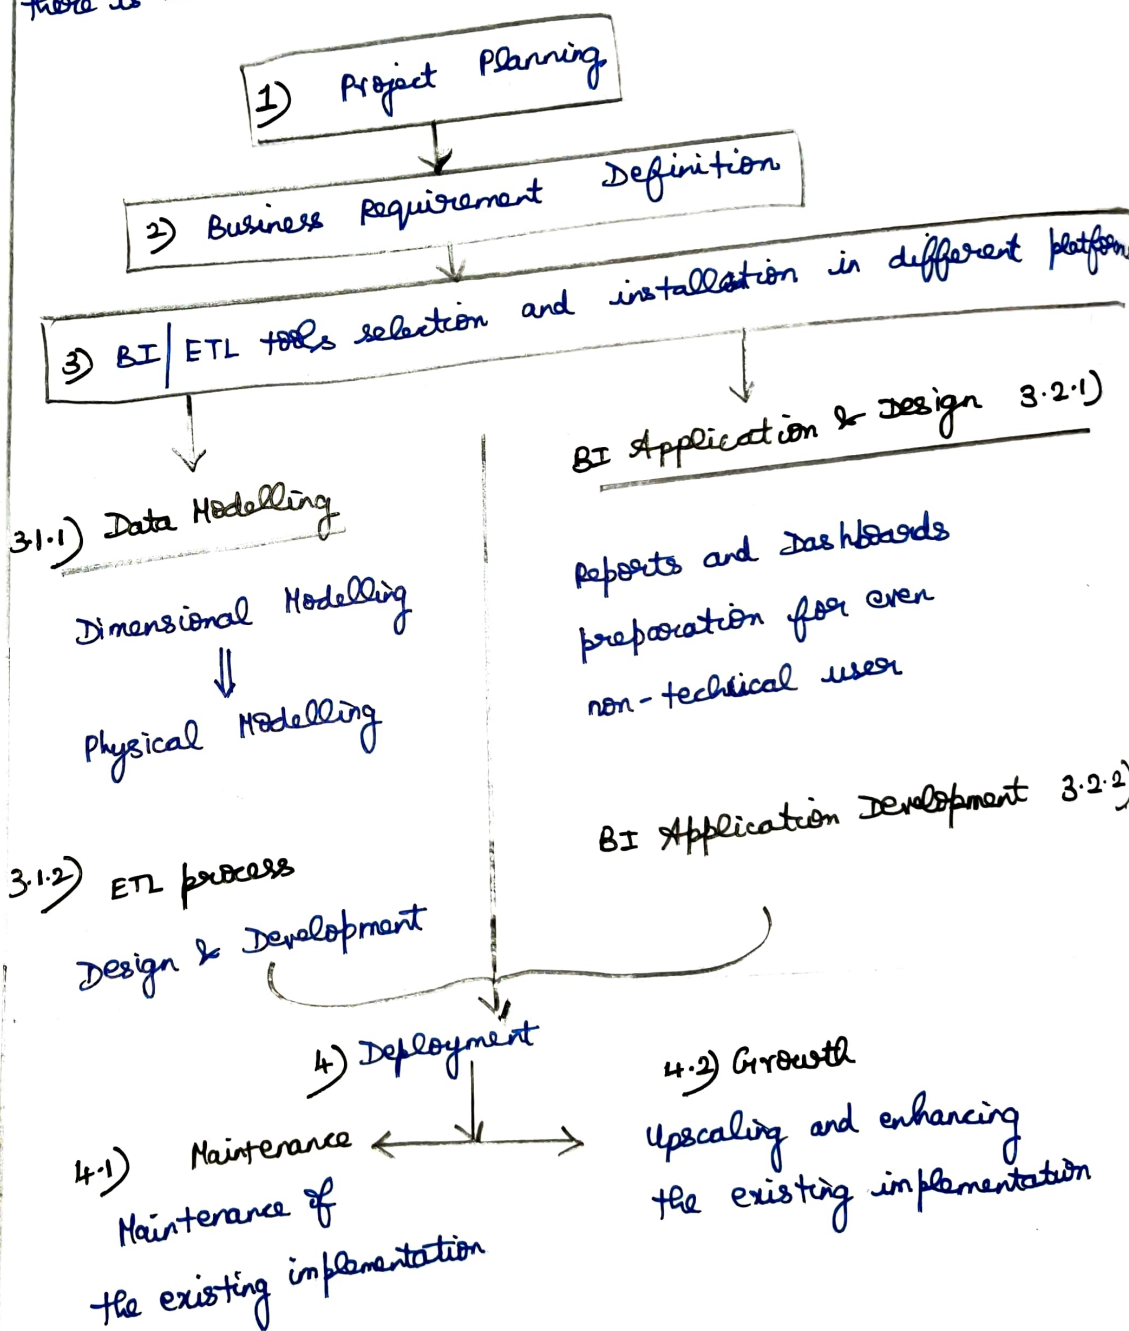 there is
1) Project Planning
2) Business Requirement Definition
3) BI/ETL tools selection and installation in different platform
3.1.1) Data Modelling
Dimensional Modelling
⇓
Physical Modelling
3.1.2) ETL process
Design & Development
BI Application & Design 3.2.1)
Reports and Dashboards
preparation for even
non-technical user
BI Application Development 3.2.2)
4) Deployment
4.1) Maintenance
Maintenance of
the existing implementation
4.2) Growth
Upscaling and enhancing
the existing implementation